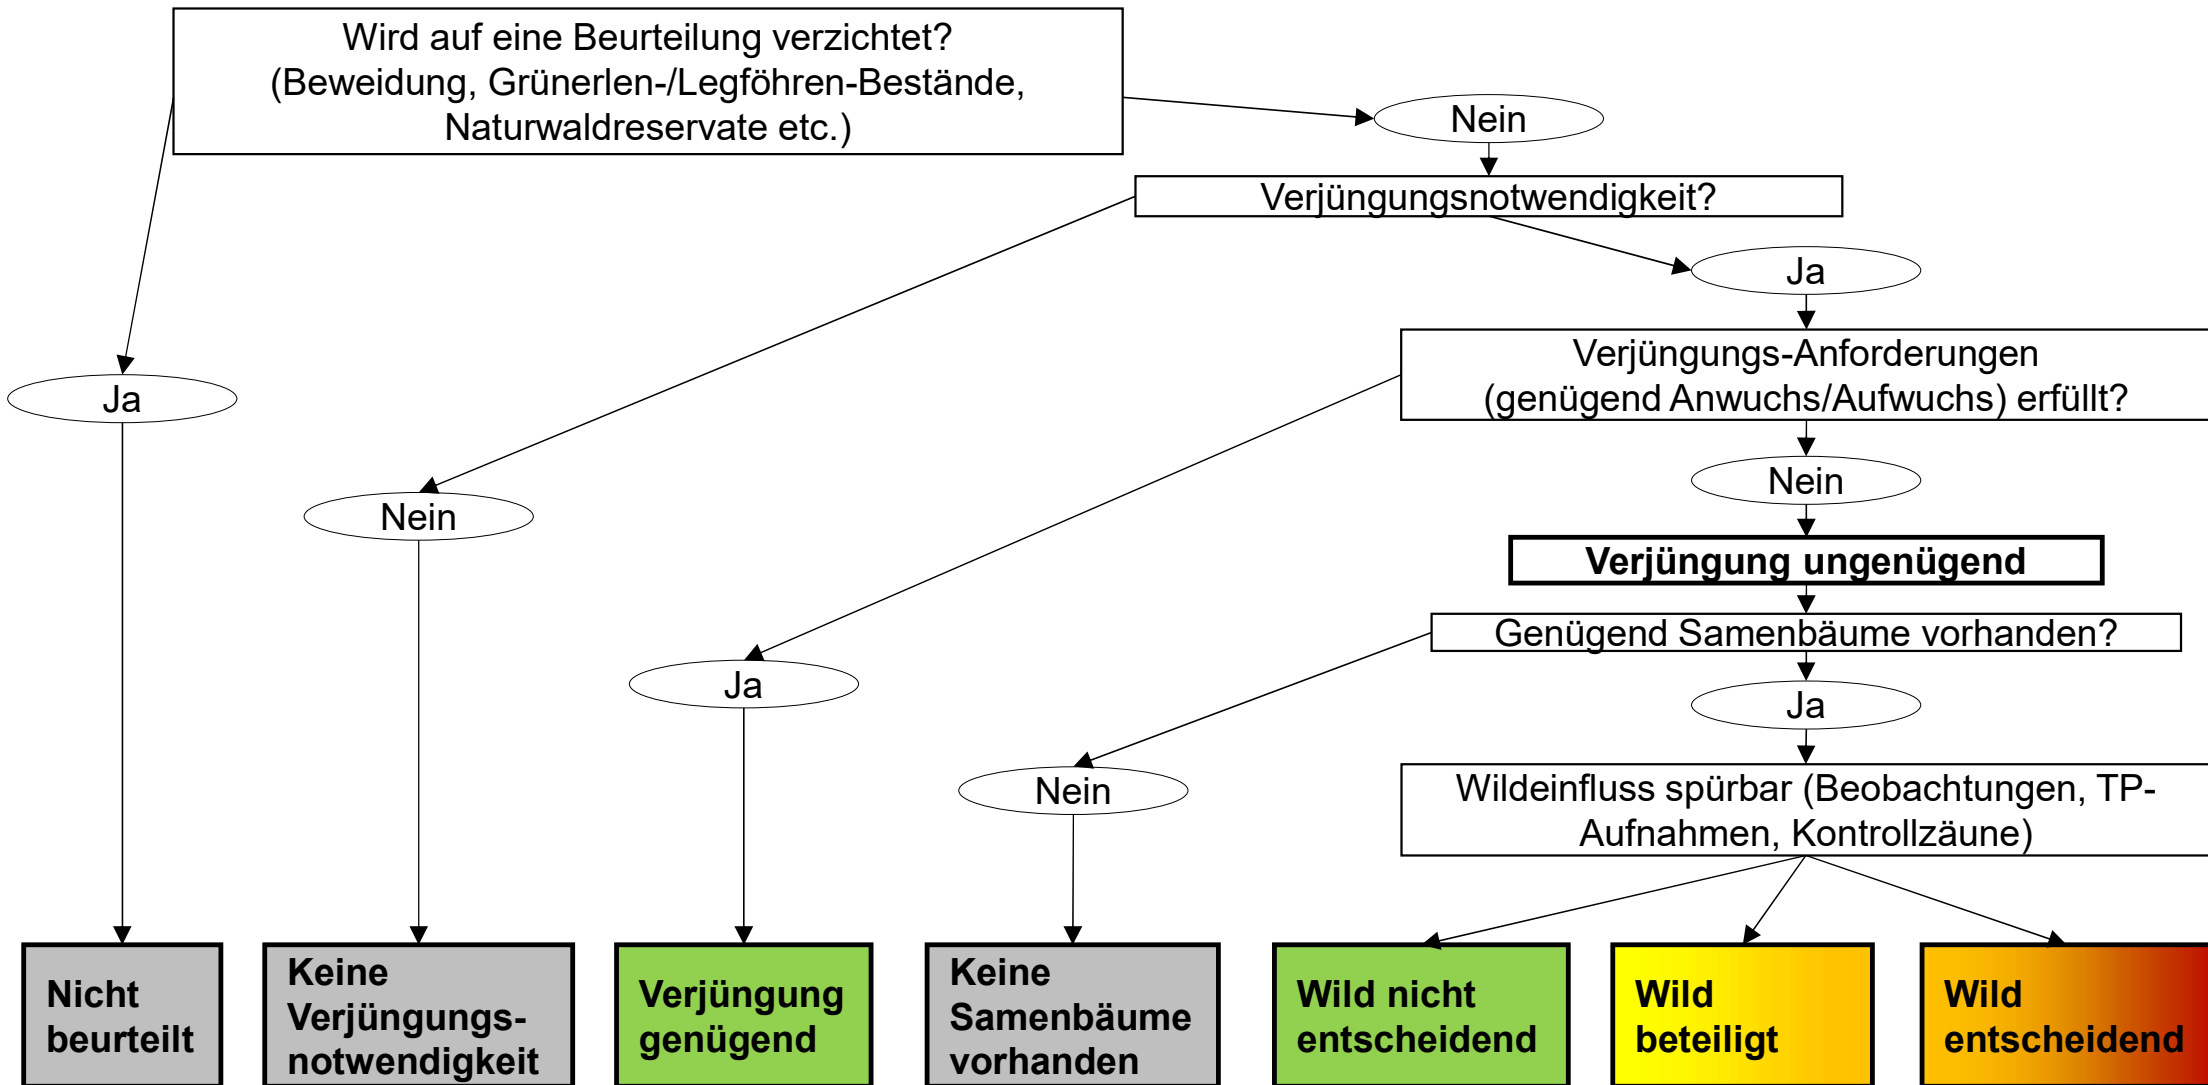 Wird auf eine Beurteilung verzichtet?
(Beweidung, Grünerlen-/Legföhren-Bestände,
Naturwaldreservate etc.)
Nein
Verjüngungsnotwendigkeit?
Ja
Verjüngungs-Anforderungen
(genügend Anwuchs/Aufwuchs) erfüllt?
Ja
Nein
Nein
Verjüngung ungenügend
Genügend Samenbäume vorhanden?
Ja
Ja
Nein
Wildeinfluss spürbar (Beobachtungen, TP-
Aufnahmen, Kontrollzäune)
Nicht
beurteilt
Keine
Verjüngungs-
notwendigkeit
Verjüngung
genügend
Keine
Samenbäume
vorhanden
Wild nicht
entscheidend
Wild
beteiligt
Wild
entscheidend